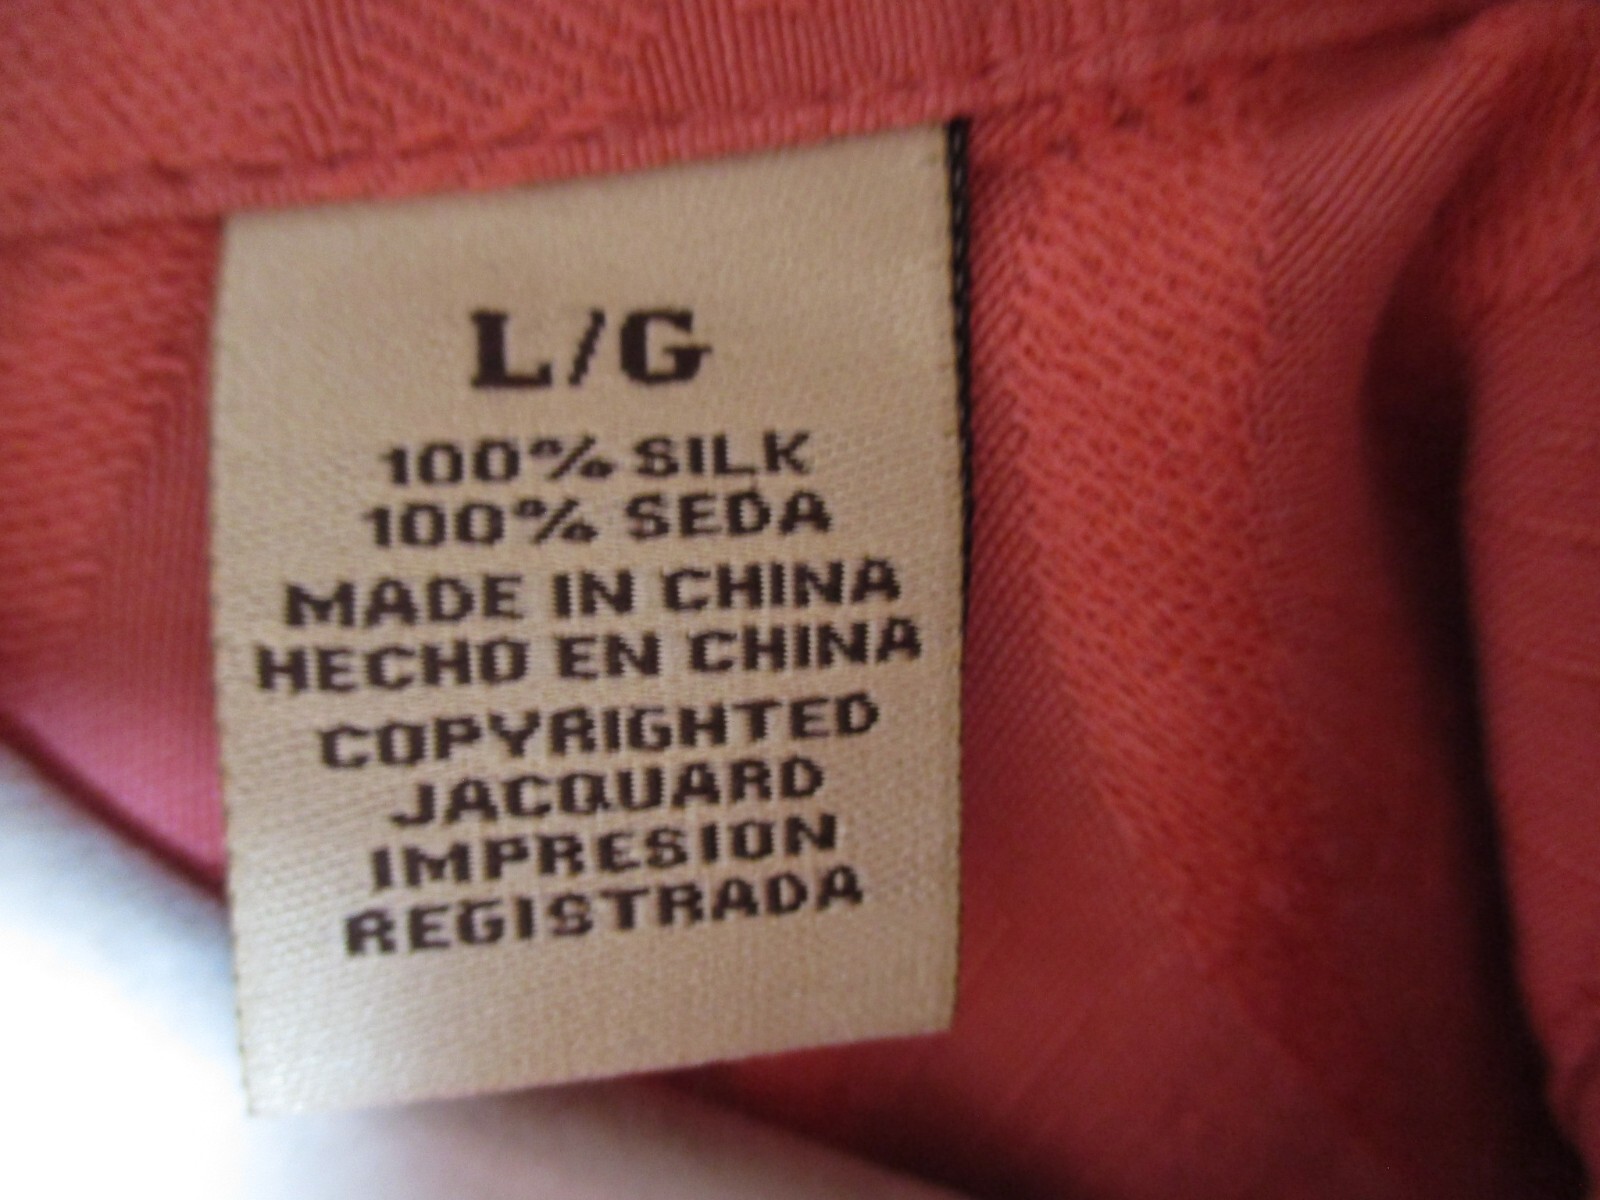 L/G
100% SILK
100% SEDA
MADE IN CHINA
HECHO EN CHINA
COPYRIGHTED
JACQUARD
IMPRESION
REGISTRADA